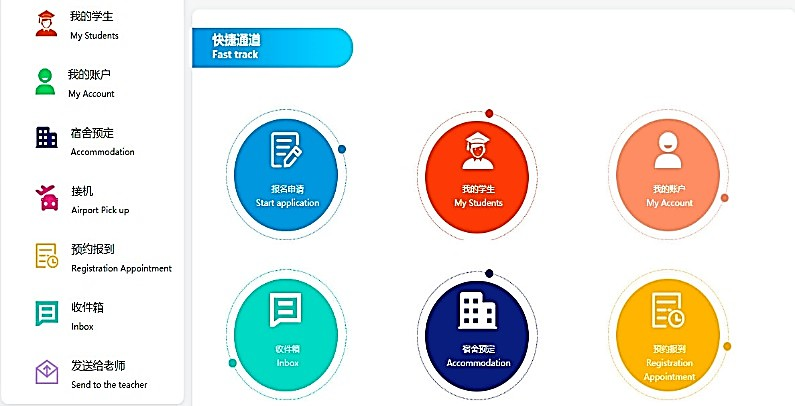 我的学生
My Students
我的账户
My Account
宿舍预定
Accommodation
接机
Airport Pick up
预约报到
Registration Appointment
收件箱
Inbox
发送给老师
Send to the teacher
快捷通道
Fast track
报名申请
Start application
我的学生
My Students
我的账户
My Account
收件箱
Inbox
宿舍预定
Accommodation
预约报到
Registration
Appointment